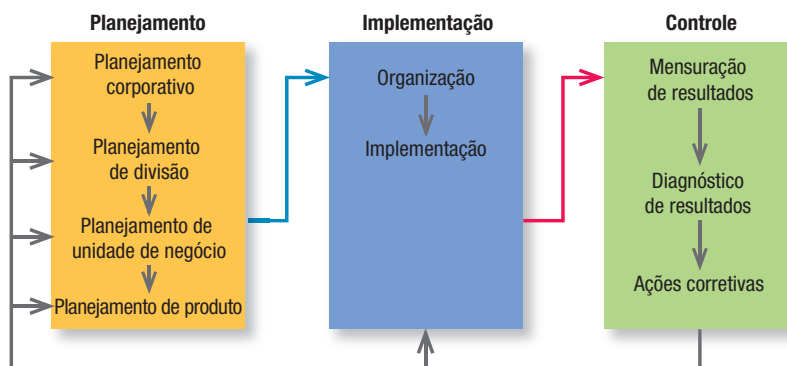 Planejamento
Planejamento
corporativo
Planejamento
de divisão
Planejamento de
unidade de negócio
Planejamento de produto
Implementação
Organização
Implementação
Controle
Mensuração
de resultados
Diagnóstico
de resultados
Ações corretivas